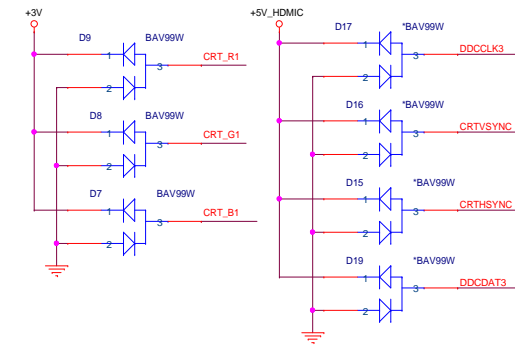 +3V
D9 BAV99W
1
3 CRT_R1
2
D8 BAV99W
1
3 CRT_G1
2
D7 BAV99W
1
3 CRT_B1
2
+5V_HDMIC
D17 *BAV99W
1
3 DDCCLK3
2
D16 *BAV99W
1
3 CRTVSYNC
2
D15 *BAV99W
1
3 CRTHSYNC
2
D19 *BAV99W
1
3 DDCDAT3
2